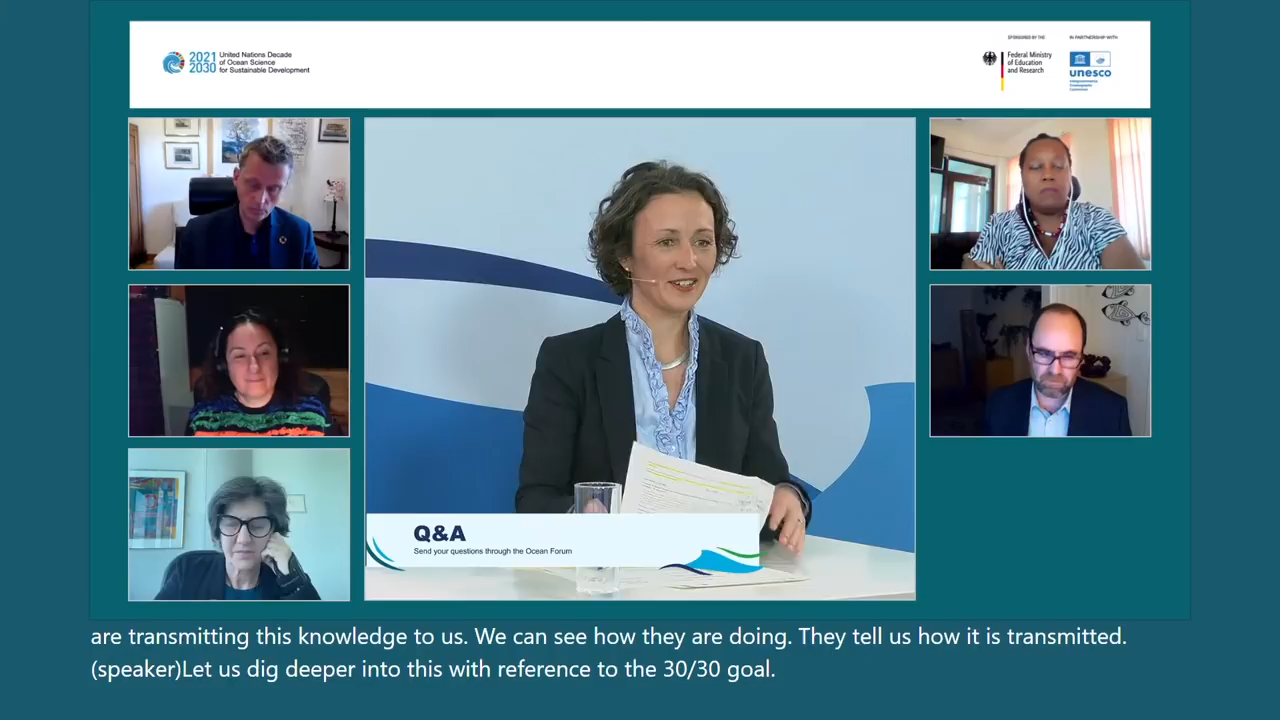 2021
2030
United Nations Decade
of Ocean Science
for Sustainable Development
SPONSORED BY THE
Federal Ministry
of Education
and Research
IN PARTNERSHIP WITH
unesco
Intergovernmental
Oceanographic
Commission
Q&A
Send your questions through the Ocean Forum
are transmitting this knowledge to us. We can see how they are doing. They tell us how it is transmitted.
(speaker)Let us dig deeper into this with reference to the 30/30 goal.